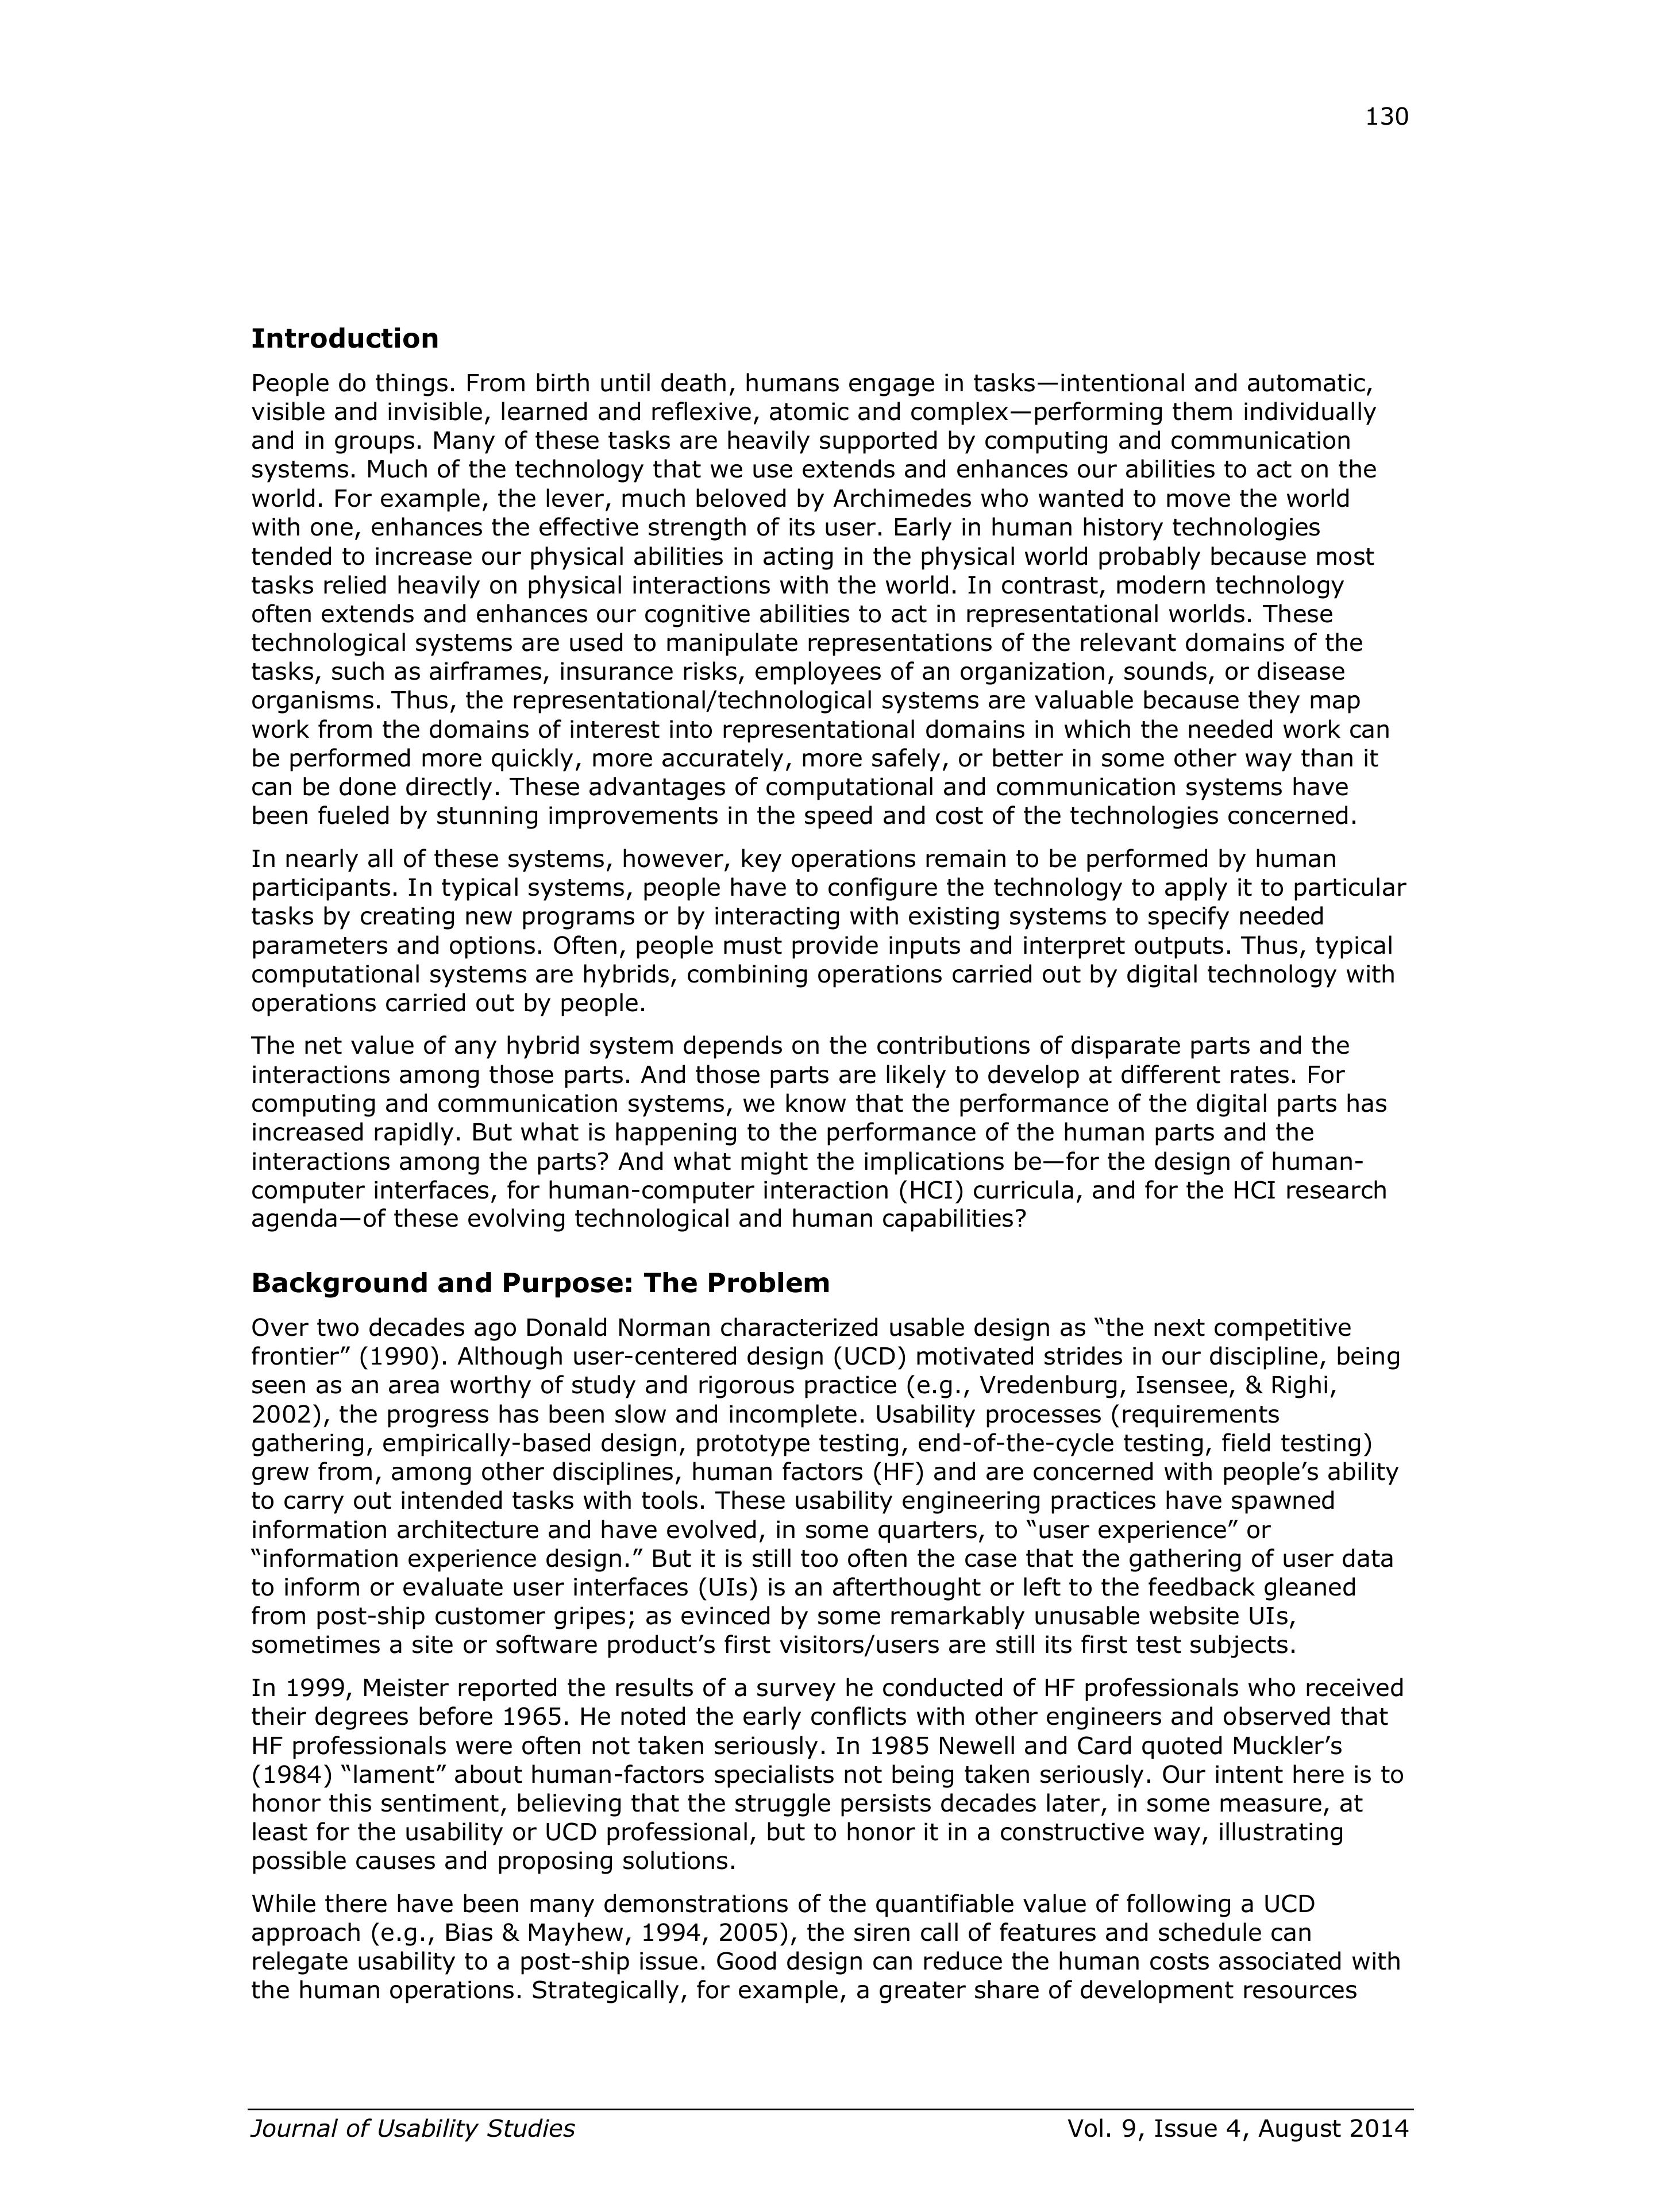 130
Introduction
People do things. From birth until death, humans engage in tasks—intentional and automatic,
visible and invisible, learned and reflexive, atomic and complex—performing them individually
and in groups. Many of these tasks are heavily supported by computing and communication
systems. Much of the technology that we use extends and enhances our abilities to act on the
world. For example, the lever, much beloved by Archimedes who wanted to move the world
with one, enhances the effective strength of its user. Early in human history technologies
tended to increase our physical abilities in acting in the physical world probably because most
tasks relied heavily on physical interactions with the world. In contrast, modern technology
often extends and enhances our cognitive abilities to act in representational worlds. These
technological systems are used to manipulate representations of the relevant domains of the
tasks, such as airframes, insurance risks, employees of an organization, sounds, or disease
organisms. Thus, the representational/technological systems are valuable because they map
work from the domains of interest into representational domains in which the needed work can
be performed more quickly, more accurately, more safely, or better in some other way than it
can be done directly. These advantages of computational and communication systems have
been fueled by stunning improvements in the speed and cost of the technologies concerned.
In nearly all of these systems, however, key operations remain to be performed by human
participants. In typical systems, people have to configure the technology to apply it to particular
tasks by creating new programs or by interacting with existing systems to specify needed
parameters and options. Often, people must provide inputs and interpret outputs. Thus, typical
computational systems are hybrids, combining operations carried out by digital technology with
operations carried out by people.
The net value of any hybrid system depends on the contributions of disparate parts and the
interactions among those parts. And those parts are likely to develop at different rates. For
computing and communication systems, we know that the performance of the digital parts has
increased rapidly. But what is happening to the performance of the human parts and the
interactions among the parts? And what might the implications be—for the design of human-
computer interfaces, for human-computer interaction (HCI) curricula, and for the HCI research
agenda—of these evolving technological and human capabilities?
Background and Purpose: The Problem
Over two decades ago Donald Norman characterized usable design as “the next competitive
frontier” (1990). Although user-centered design (UCD) motivated strides in our discipline, being
seen as an area worthy of study and rigorous practice (e.g., Vredenburg, Isensee, & Righi,
2002), the progress has been slow and incomplete. Usability processes (requirements
gathering, empirically-based design, prototype testing, end-of-the-cycle testing, field testing)
grew from, among other disciplines, human factors (HF) and are concerned with people’s ability
to carry out intended tasks with tools. These usability engineering practices have spawned
information architecture and have evolved, in some quarters, to “user experience” or
“information experience design.” But it is still too often the case that the gathering of user data
to inform or evaluate user interfaces (UIs) is an afterthought or left to the feedback gleaned
from post-ship customer gripes; as evinced by some remarkably unusable website UIs,
sometimes a site or software product’s first visitors/users are still its first test subjects.
In 1999, Meister reported the results of a survey he conducted of HF professionals who received
their degrees before 1965. He noted the early conflicts with other engineers and observed that
HF professionals were often not taken seriously. In 1985 Newell and Card quoted Muckler’s
(1984) “lament” about human-factors specialists not being taken seriously. Our intent here is to
honor this sentiment, believing that the struggle persists decades later, in some measure, at
least for the usability or UCD professional, but to honor it in a constructive way, illustrating
possible causes and proposing solutions.
While there have been many demonstrations of the quantifiable value of following a UCD
approach (e.g., Bias & Mayhew, 1994, 2005), the siren call of features and schedule can
relegate usability to a post-ship issue. Good design can reduce the human costs associated with
the human operations. Strategically, for example, a greater share of development resources
Journal of Usability Studies
Vol. 9, Issue 4, August 2014